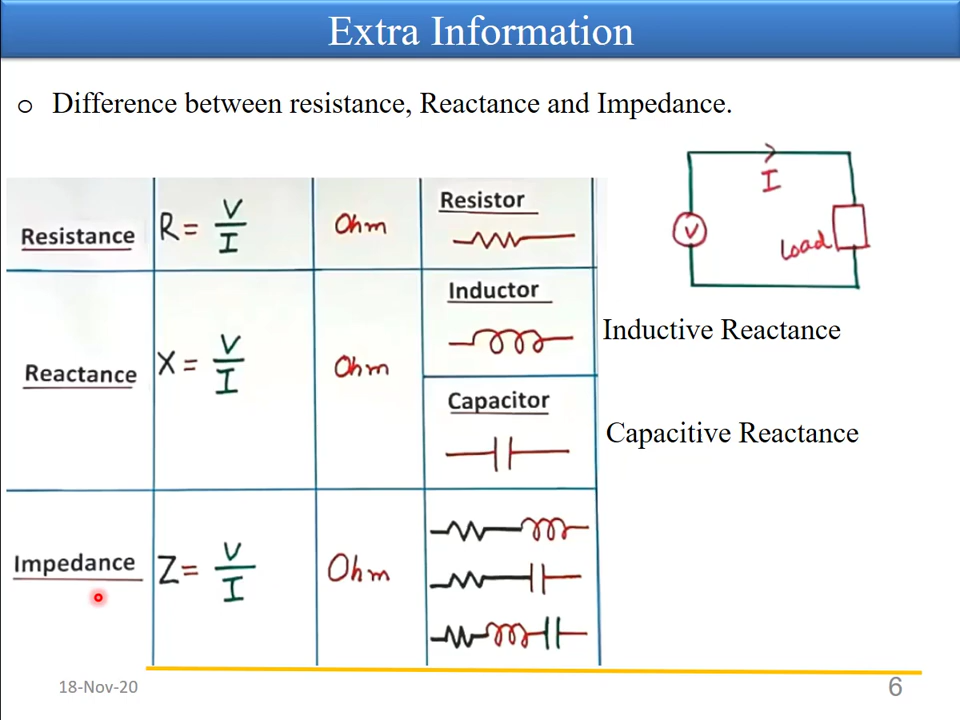 Extra Information
o Difference between resistance, Reactance and Impedance.
I
V
Load
Resistance R = V/I Ohm Resistor
Inductor
Inductive Reactance
Reactance X = V/I Ohm
Capacitor
Capacitive Reactance
Impedance Z = V/I Ohm
18-Nov-20
6